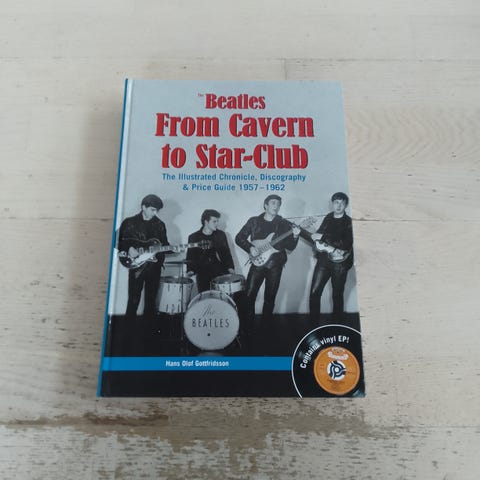 The Beatles
From Cavern
to Star-Club
The Illustrated Chronicle, Discography
& Price Guide 1957–1962
The
BEATLES
Hans Olof Gottfridsson
Contains vinyl EP!